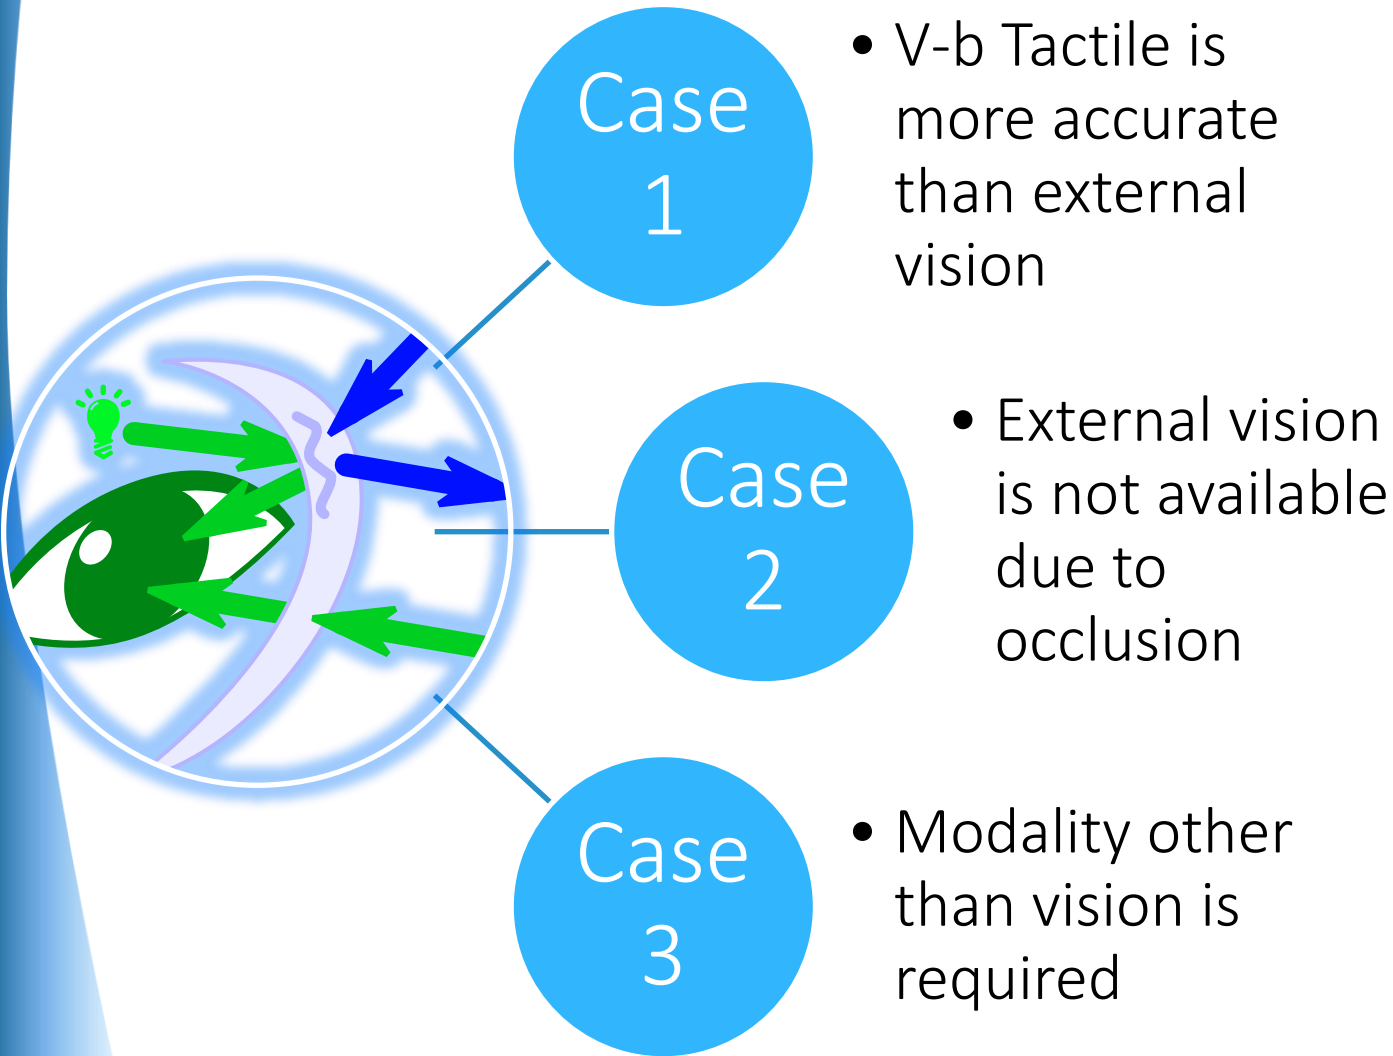 Case
1
• V-b Tactile is
more accurate
than external
vision
Case
2
• External vision
is not available
due to
occlusion
Case
3
• Modality other
than vision is
required